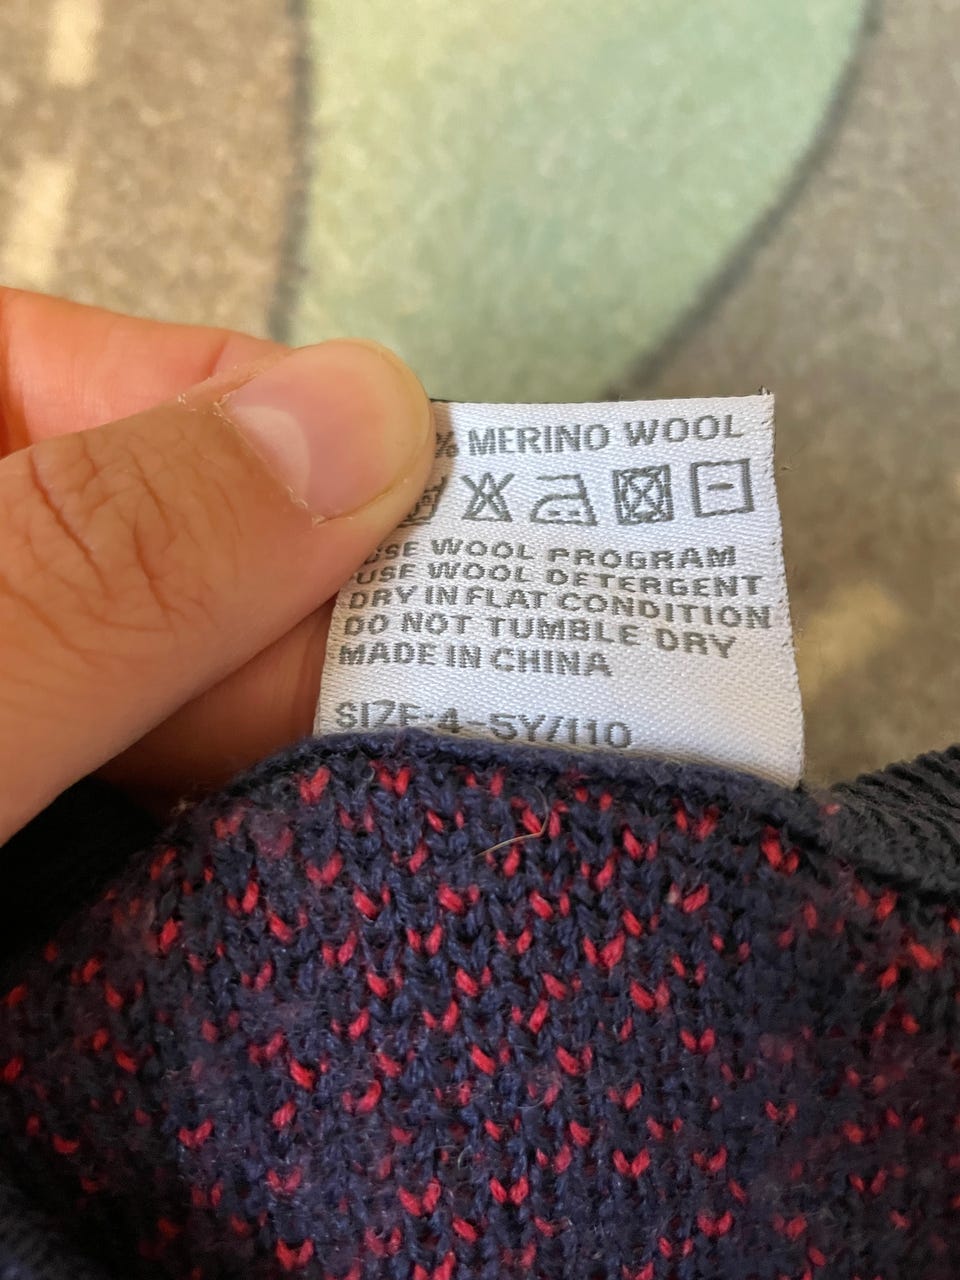 % MERINO WOOL
USE WOOL PROGRAM
USE WOOL DETERGENT
DRY IN FLAT CONDITION
DO NOT TUMBLE DRY
MADE IN CHINA
SIZE:4-5Y/110